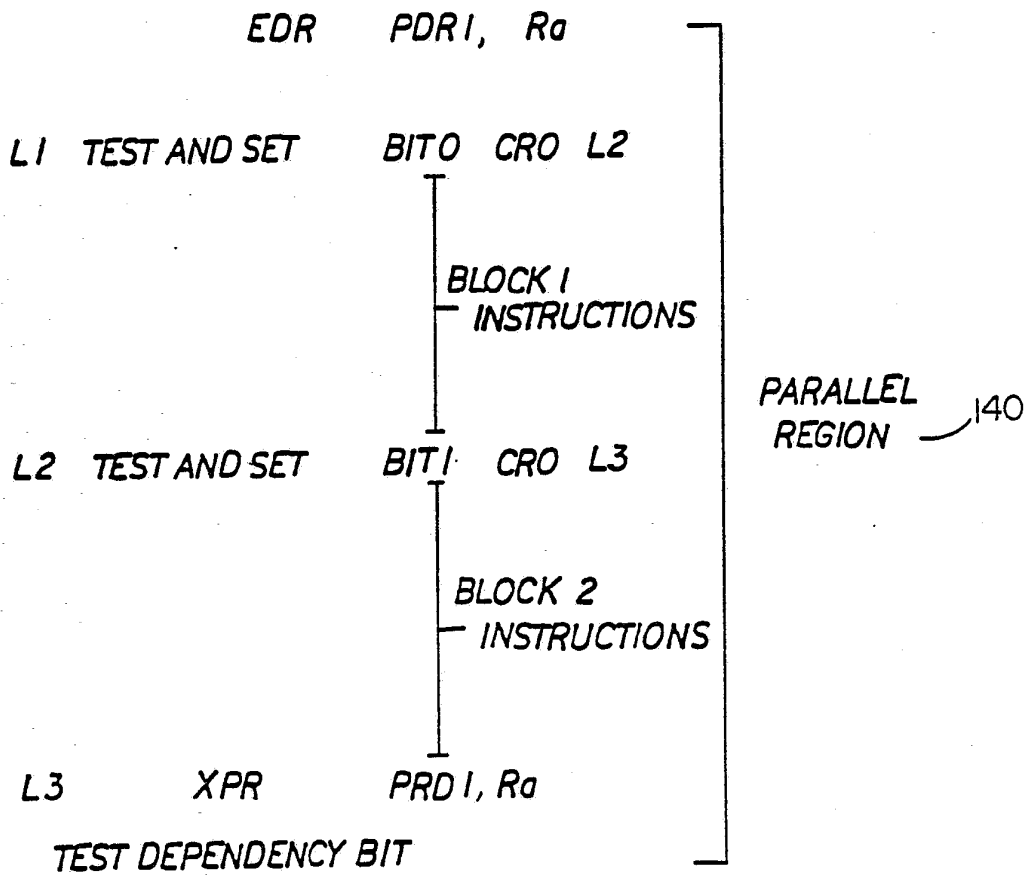 EDR PDR1, Ra
L1 TEST AND SET BIT0 CR0 L2
BLOCK 1
INSTRUCTIONS
PARALLEL
REGION 140
L2 TEST AND SET BIT1 CR0 L3
BLOCK 2
INSTRUCTIONS
L3 XPR PRD1, Ra
TEST DEPENDENCY BIT